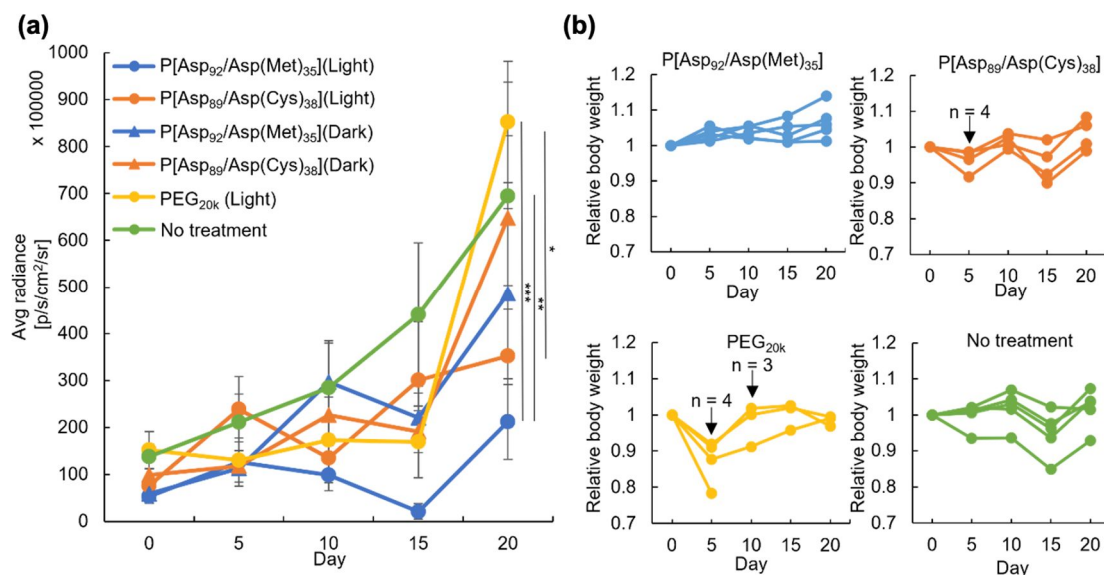 (a)
x 100000
Avg radiance
[p/s/cm²/sr]
1000
900
800
700
600
500
400
300
200
100
0
P[Asp₉₂/Asp(Met)₃₅](Light)
P[Asp₈₉/Asp(Cys)₃₈](Light)
P[Asp₉₂/Asp(Met)₃₅](Dark)
P[Asp₈₉/Asp(Cys)₃₈](Dark)
PEG₂₀ₖ (Light)
No treatment
***
**
*
0 5 10 15 20
Day
(b)
P[Asp₉₂/Asp(Met)₃₅]
Relative body weight
1.2
1.1
1.0
0.9
0.8
0.7
0 5 10 15 20
Day
P[Asp₈₉/Asp(Cys)₃₈]
Relative body weight
1.2
1.1
1.0
0.9
0.8
0.7
n = 4
0 5 10 15 20
Day
PEG₂₀ₖ
Relative body weight
1.2
1.1
1.0
0.9
0.8
0.7
n = 3
n = 4
0 5 10 15 20
Day
No treatment
Relative body weight
1.2
1.1
1.0
0.9
0.8
0.7
0 5 10 15 20
Day